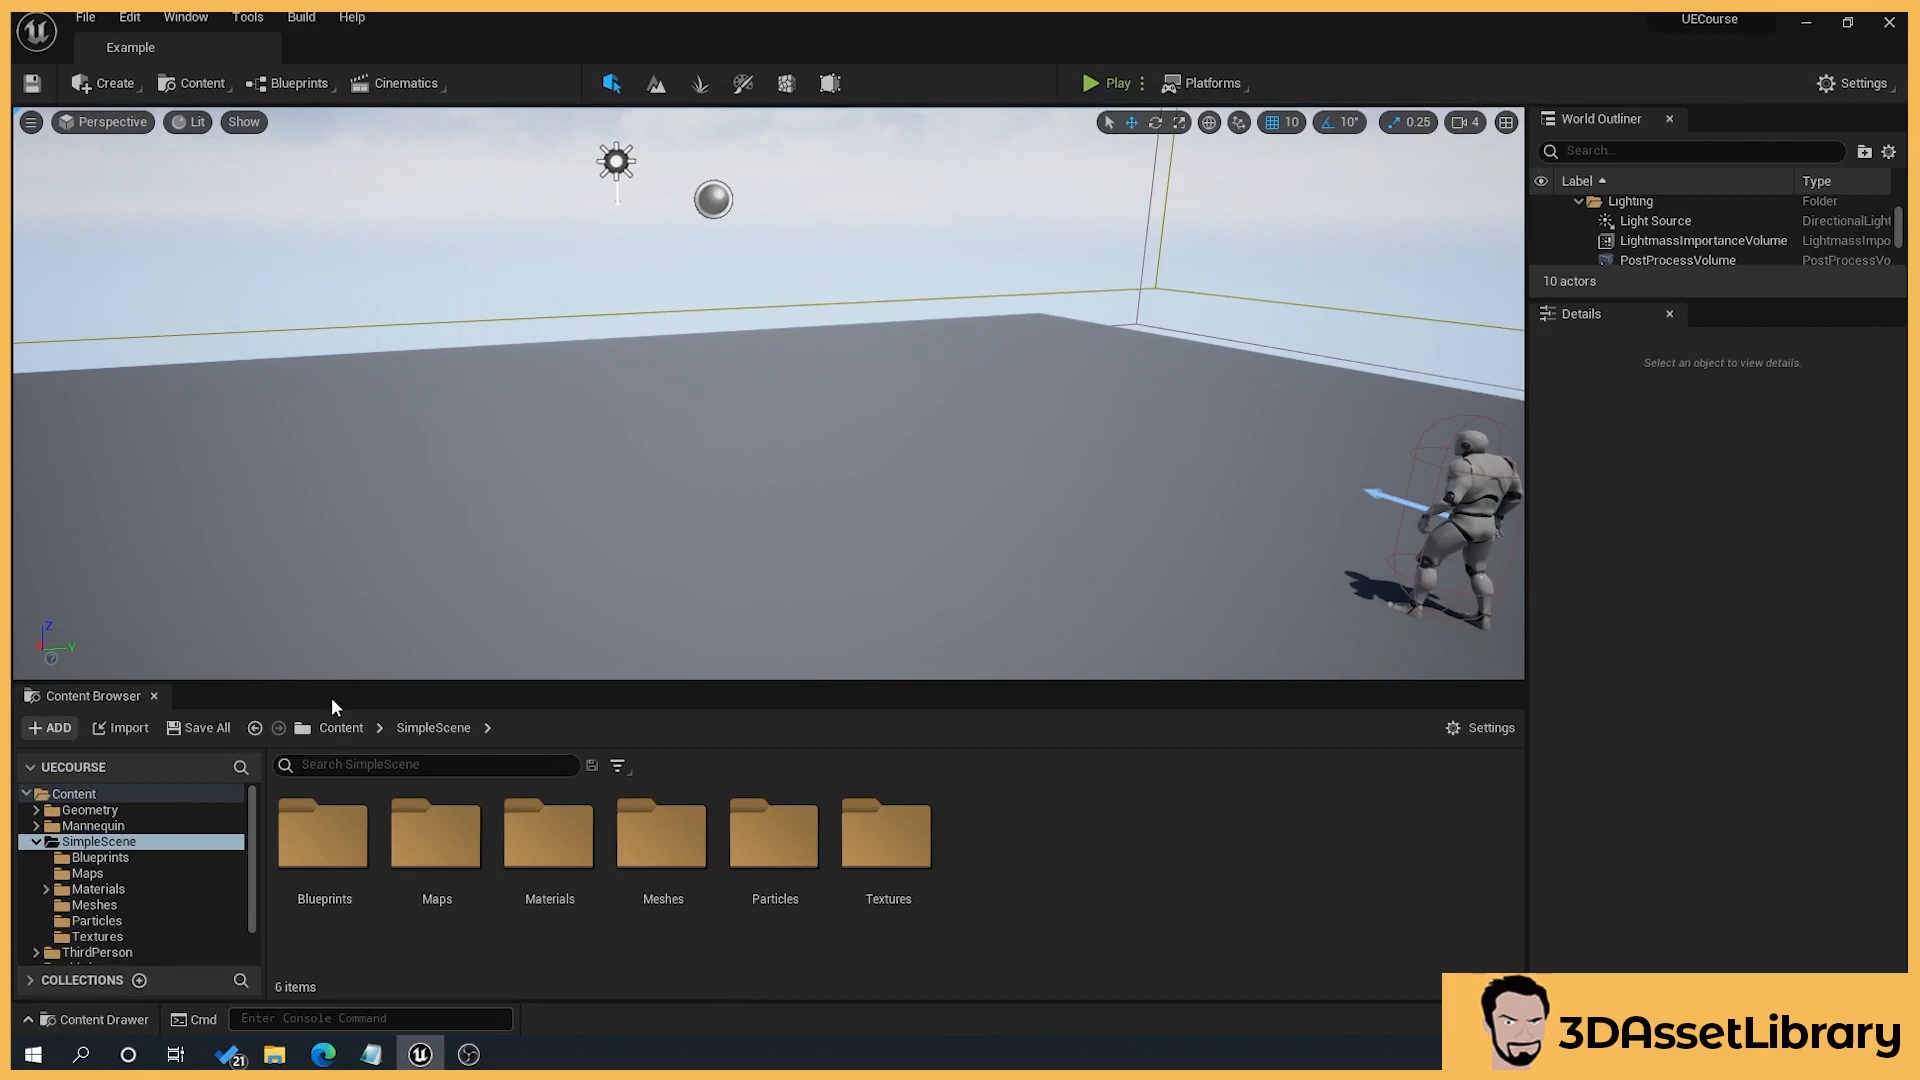 File Edit Window Tools Build Help
UECourse
Example
Create Content Blueprints Cinematics
Play Platforms Settings
Perspective Lit Show
10 10° 0.25 4
World Outliner
Search...
Label Type
Lighting Folder
Light Source DirectionalLight
LightmassImportanceVolume LightmassImpo
PostProcessVolume PostProcessVo
10 actors
Details
Select an object to view details.
Z
Y
Content Browser
ADD Import Save All Content SimpleScene Settings
UECOURSE
Search SimpleScene
Content
Geometry
Mannequin
SimpleScene
Blueprints
Maps
Materials
Meshes
Particles
Textures
ThirdPerson
Blueprints Maps Materials Meshes Particles Textures
COLLECTIONS
6 items
Content Drawer Cmd Enter Console Command
21
3DAssetLibrary